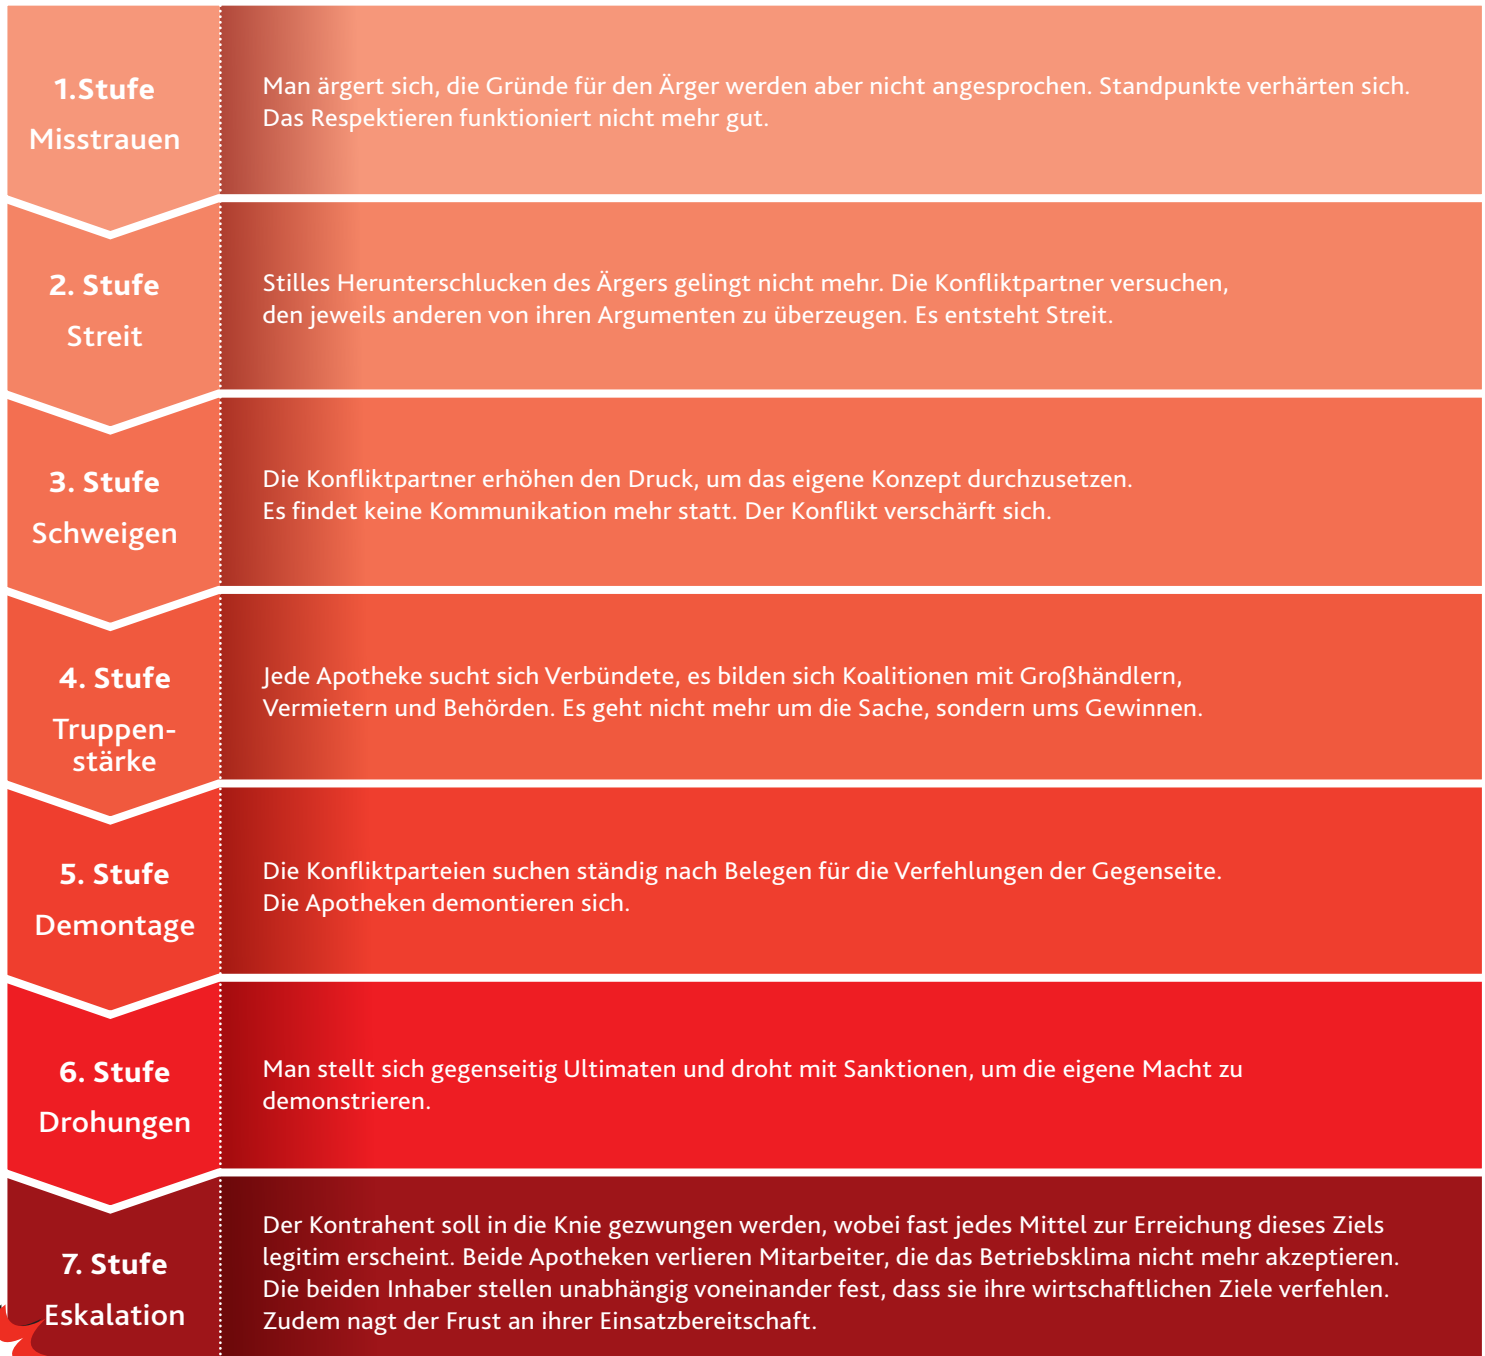 1.Stufe
Misstrauen
Man ärgert sich, die Gründe für den Ärger werden aber nicht angesprochen. Standpunkte verhärten sich.
Das Respektieren funktioniert nicht mehr gut.
2. Stufe
Streit
Stilles Herunterschlucken des Ärgers gelingt nicht mehr. Die Konfliktpartner versuchen,
den jeweils anderen von ihren Argumenten zu überzeugen. Es entsteht Streit.
3. Stufe
Schweigen
Die Konfliktpartner erhöhen den Druck, um das eigene Konzept durchzusetzen.
Es findet keine Kommunikation mehr statt. Der Konflikt verschärft sich.
4. Stufe
Truppen-
stärke
Jede Apotheke sucht sich Verbündete, es bilden sich Koalitionen mit Großhändlern,
Vermietern und Behörden. Es geht nicht mehr um die Sache, sondern ums Gewinnen.
5. Stufe
Demontage
Die Konfliktparteien suchen ständig nach Belegen für die Verfehlungen der Gegenseite.
Die Apotheken demontieren sich.
6. Stufe
Drohungen
Man stellt sich gegenseitig Ultimaten und droht mit Sanktionen, um die eigene Macht zu
demonstrieren.
7. Stufe
Eskalation
Der Kontrahent soll in die Knie gezwungen werden, wobei fast jedes Mittel zur Erreichung dieses Ziels
legitim erscheint. Beide Apotheken verlieren Mitarbeiter, die das Betriebsklima nicht mehr akzeptieren.
Die beiden Inhaber stellen unabhängig voneinander fest, dass sie ihre wirtschaftlichen Ziele verfehlen.
Zudem nagt der Frust an ihrer Einsatzbereitschaft.